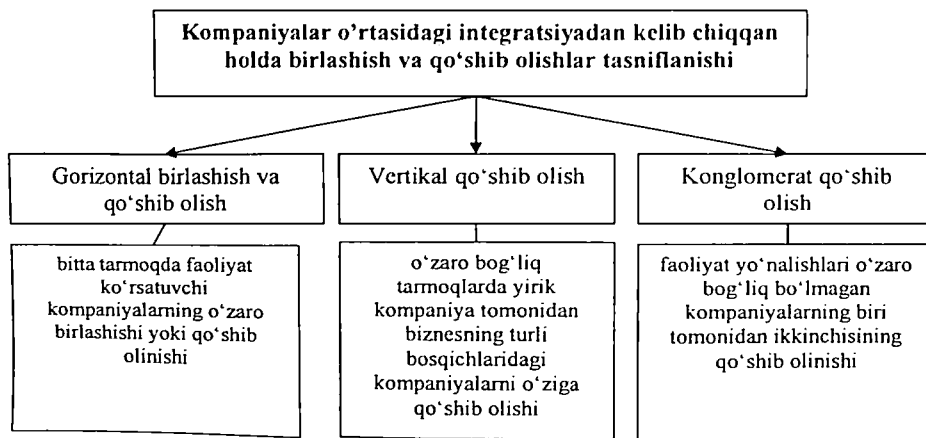 Kompaniyalar o’rtasidagi integratsiyadan kelib chiqqan
holda birlashish va qo‘shib olishlar tasniflanishi
Gorizontal birlashish va
qo‘shib olish
bitta tarmoqda faoliyat
ko‘rsatuvchi
kompaniyalarning o‘zaro
birlashishi yoki qo‘shib
olinishi
Vertikal qo‘shib olish
o‘zaro bog‘liq
tarmoqlarda yirik
kompaniya tomonidan
biznesning turli
bosqichlaridagi
kompaniyalarni o‘ziga
qo‘shib olishi
Konglomerat qo‘shib
olish
faoliyat yo‘nalishlari o‘zaro
bog‘liq bo‘lmagan
kompaniyalarning biri
tomonidan ikkinchisining
qo‘shib olinishi